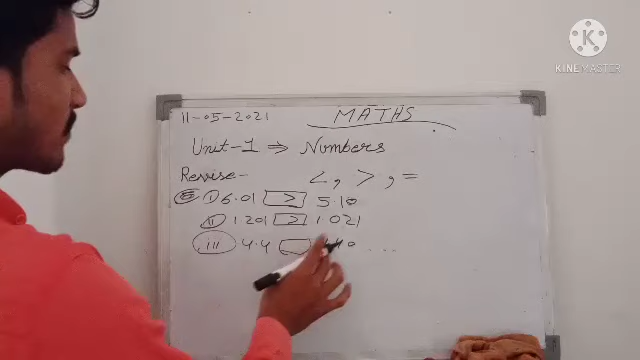 KINEMASTER
11-05-2021 MATHS
Unit-1 ⇒ Numbers
Revise- <, > , =
i 6.01 > 5.10
ii 1.201 > 1.021
iii 4.4